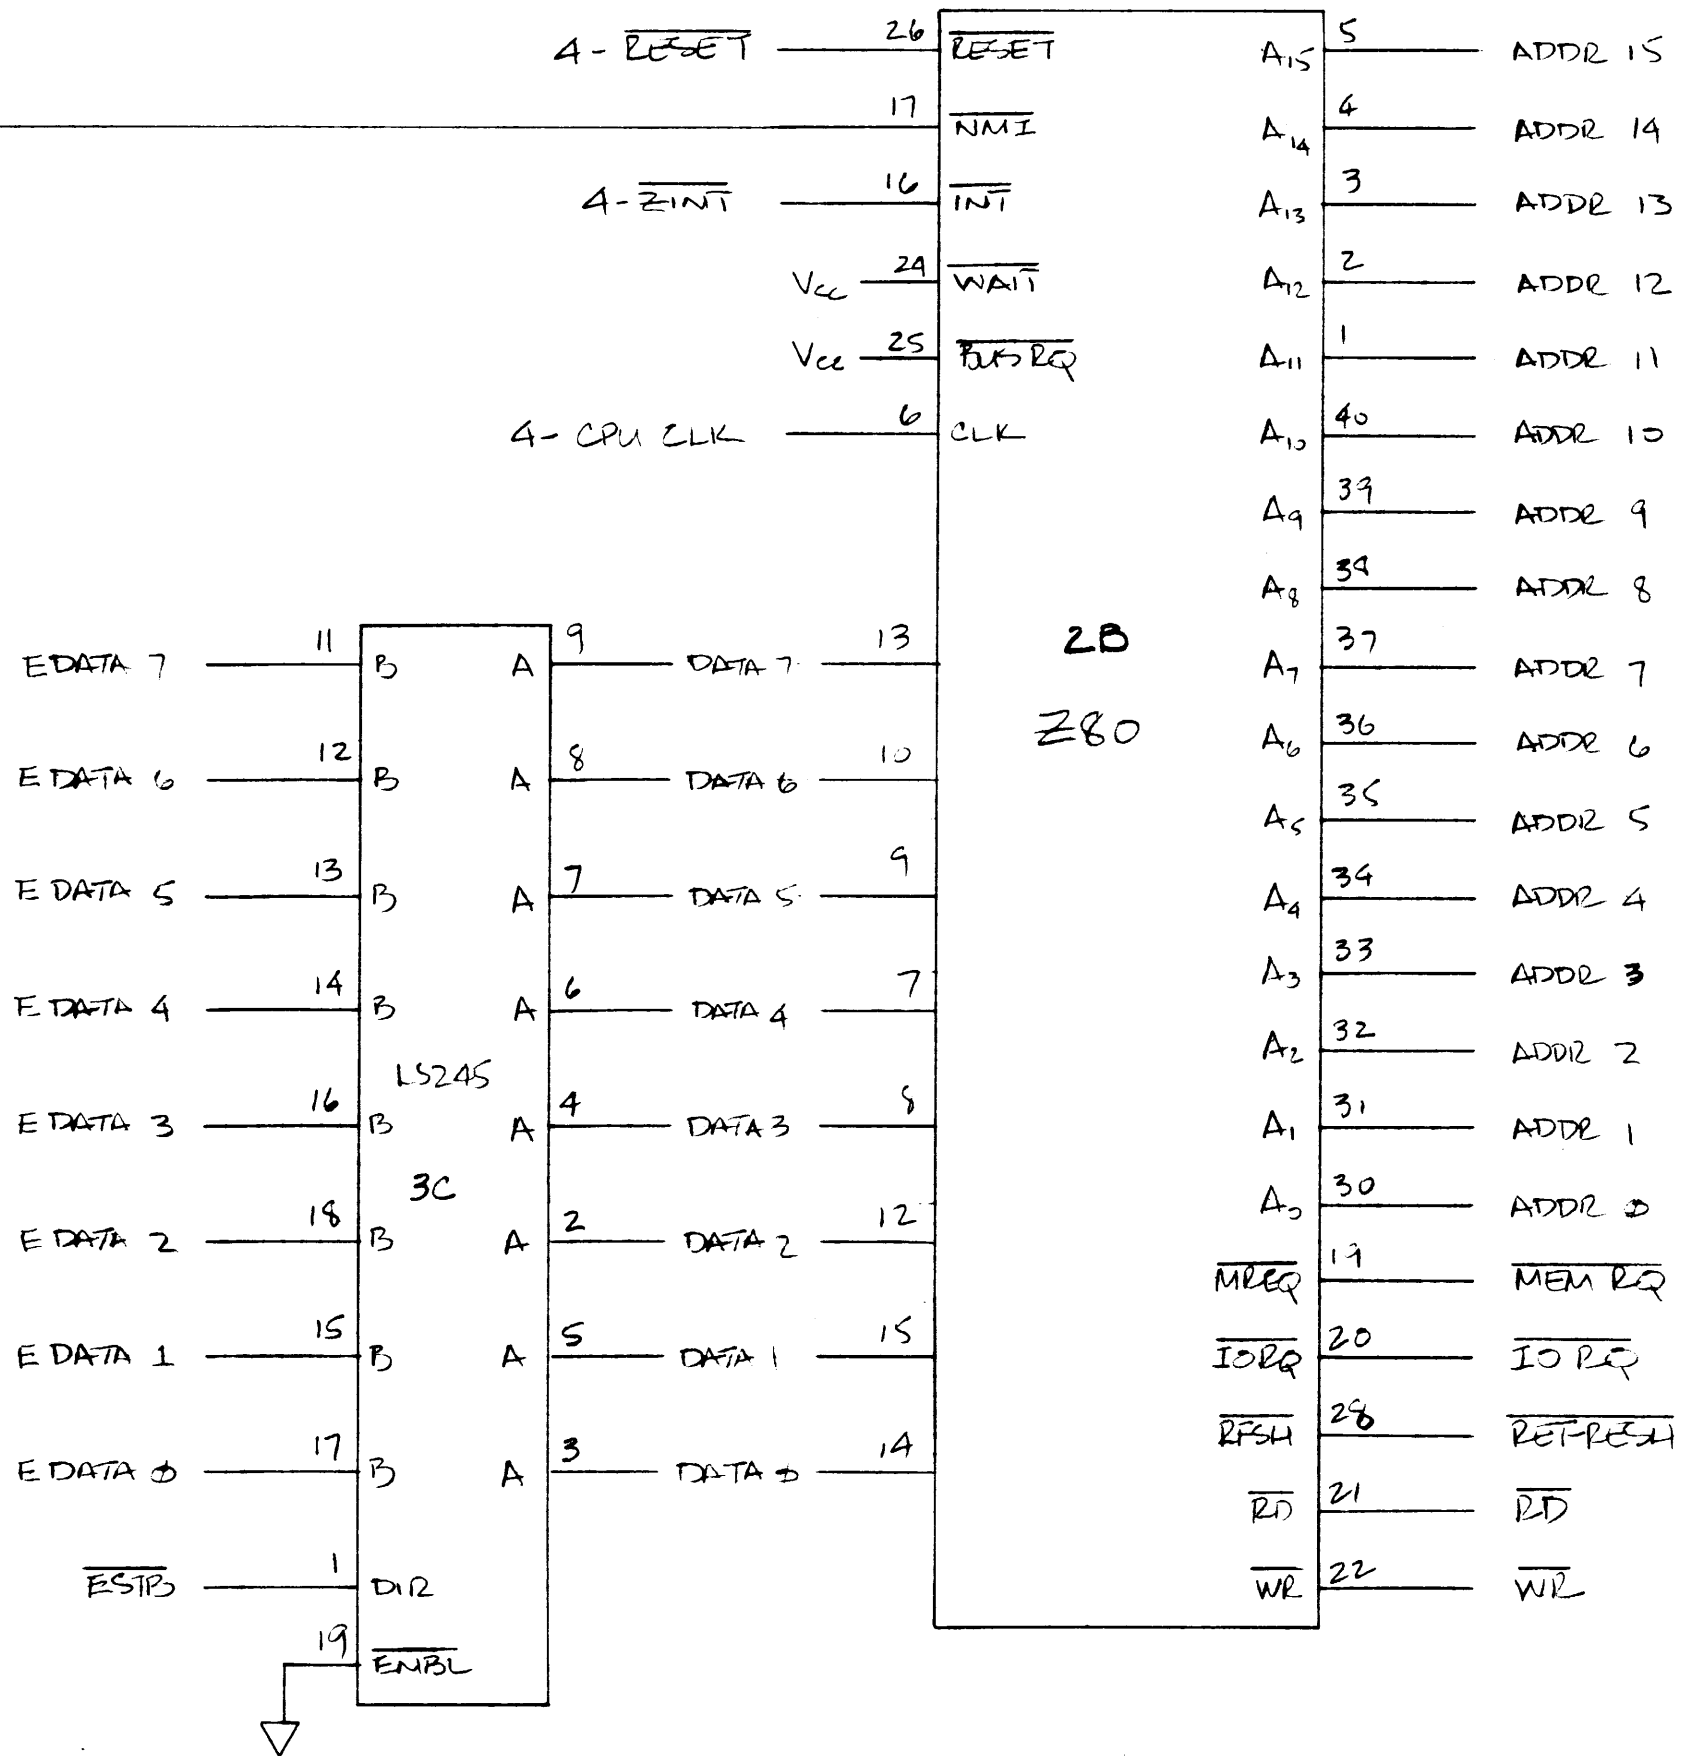 4-RESET 26 RESET A15 5 ADDR 15
17 NMI A14 4 ADDR 14
4-ZINT 16 INT A13 3 ADDR 13
Vcc 24 WAIT A12 2 ADDR 12
Vcc 25 BUSRQ A11 1 ADDR 11
4-CPU CLK 6 CLK A10 40 ADDR 10
A9 39 ADDR 9
A8 38 ADDR 8
EDATA 7 11 B A 9 DATA 7 13 2B A7 37 ADDR 7
Z80
EDATA 6 12 B A 8 DATA 6 10 A6 36 ADDR 6
A5 35 ADDR 5
EDATA 5 13 B A 7 DATA 5 9 A4 34 ADDR 4
A3 33 ADDR 3
EDATA 4 14 B A 6 DATA 4 7
LS245 A2 32 ADDR 2
EDATA 3 16 B A 4 DATA 3 8 A1 31 ADDR 1
3C A0 30 ADDR 0
EDATA 2 18 B A 2 DATA 2 12
MREQ 19 MEM RQ
EDATA 1 15 B A 5 DATA 1 15 IORQ 20 IO RQ
RFSH 28 REFRESH
EDATA 0 17 B A 3 DATA 0 14
RD 21 RD
ESTB 1 DIR WR 22 WR
19 ENBL